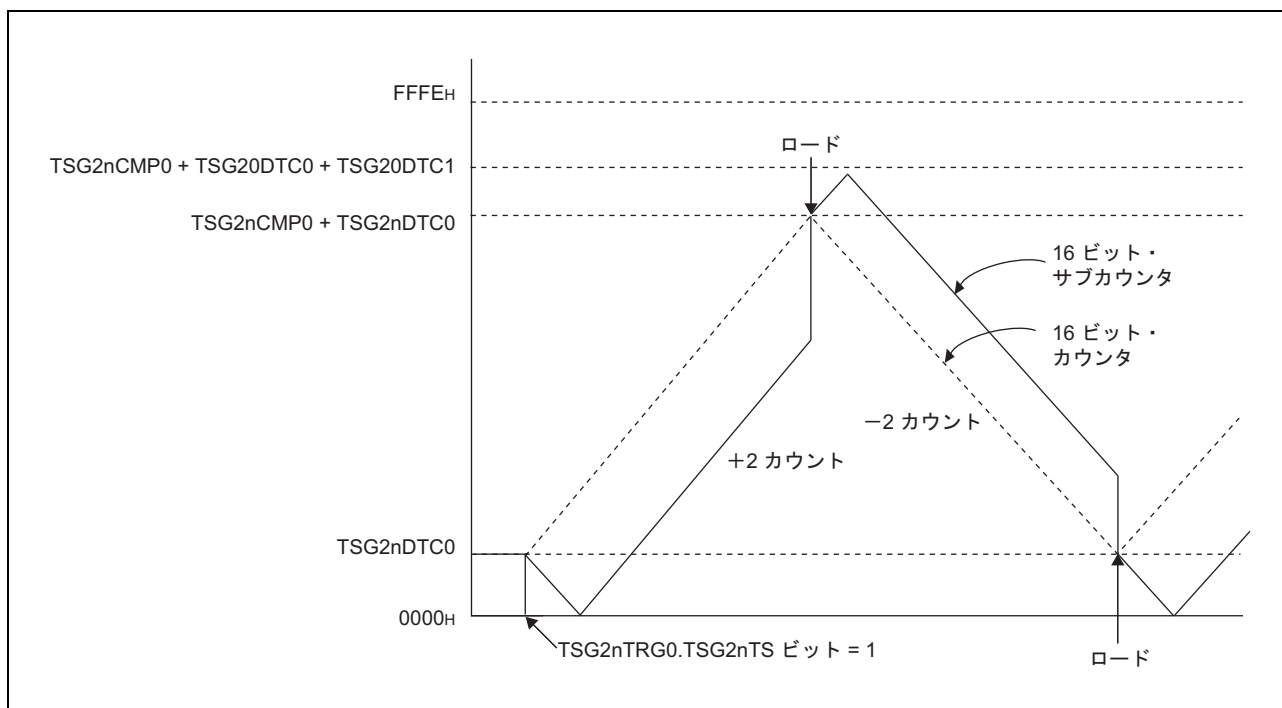 FFFEH
TSG2nCMP0 + TSG20DTC0 + TSG20DTC1
ロード
TSG2nCMP0 + TSG2nDTC0
16 ビット・
サブカウンタ
16 ビット・
カウンタ
－2 カウント
＋2 カウント
TSG2nDTC0
0000H
TSG2nTRG0.TSG2nTS ビット = 1
ロード